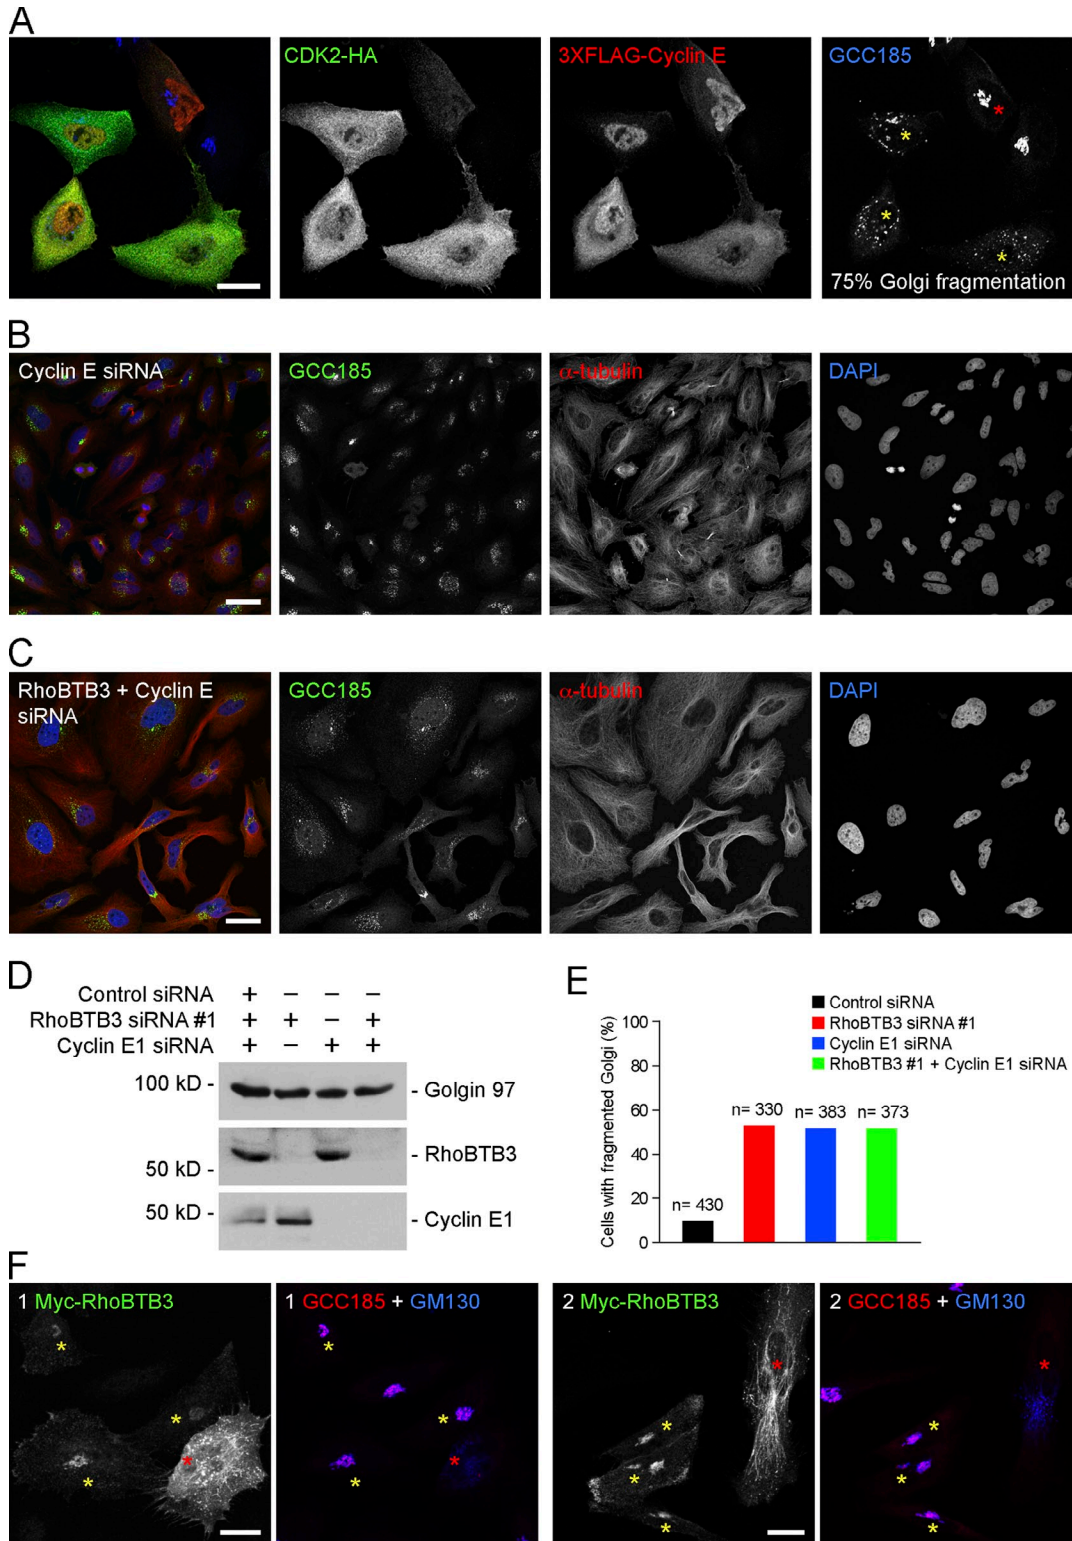 A
CDK2-HA
3XFLAG-Cyclin E
GCC185
*
*
*
*
75% Golgi fragmentation
B
Cyclin E siRNA
GCC185
α-tubulin
DAPI
C
RhoBTB3 + Cyclin E
siRNA
GCC185
α-tubulin
DAPI
D
Control siRNA + – – –
RhoBTB3 siRNA #1 + + – +
Cyclin E1 siRNA + – + +
100 kD - - Golgin 97
50 kD - - RhoBTB3
50 kD - - Cyclin E1
E
Control siRNA
RhoBTB3 siRNA #1
Cyclin E1 siRNA
RhoBTB3 #1 + Cyclin E1 siRNA
Cells with fragmented Golgi (%)
100
80
60
40
20
0
n= 430
n= 330
n= 383
n= 373
F
1 Myc-RhoBTB3
*
*
*
*
1 GCC185 + GM130
*
*
*
*
2 Myc-RhoBTB3
*
*
*
*
2 GCC185 + GM130
*
*
*
*